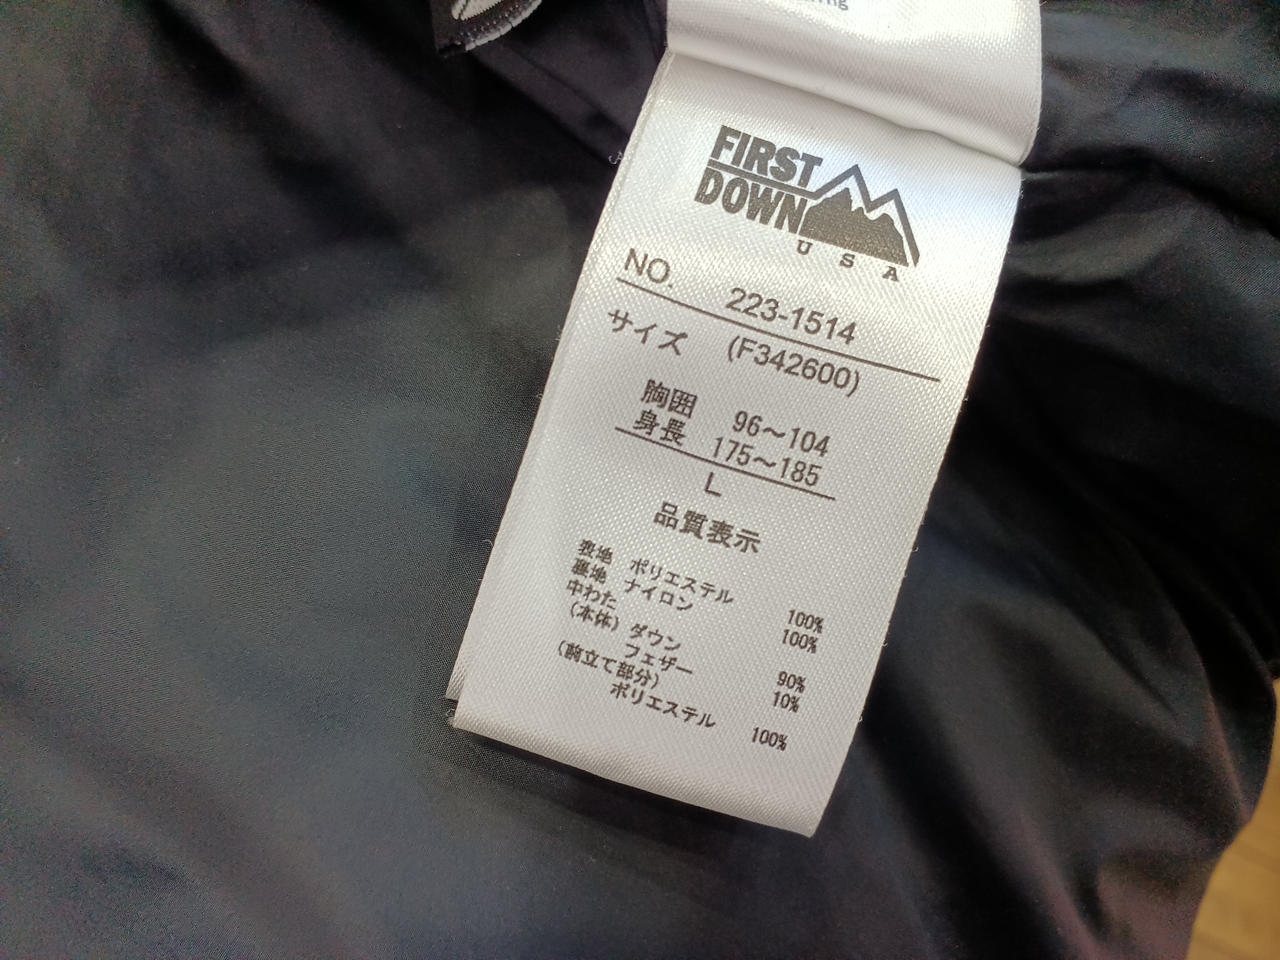 FIRST
DOWN
USA
NO. 223-1514
サイズ (F342600)
胸囲 96～104
身長 175～185
L
品質表示
表地 ポリエステル 100%
裏地 ナイロン 100%
中わた
(本体) ダウン 90%
フェザー 10%
(前立て部分)
ポリエステル 100%